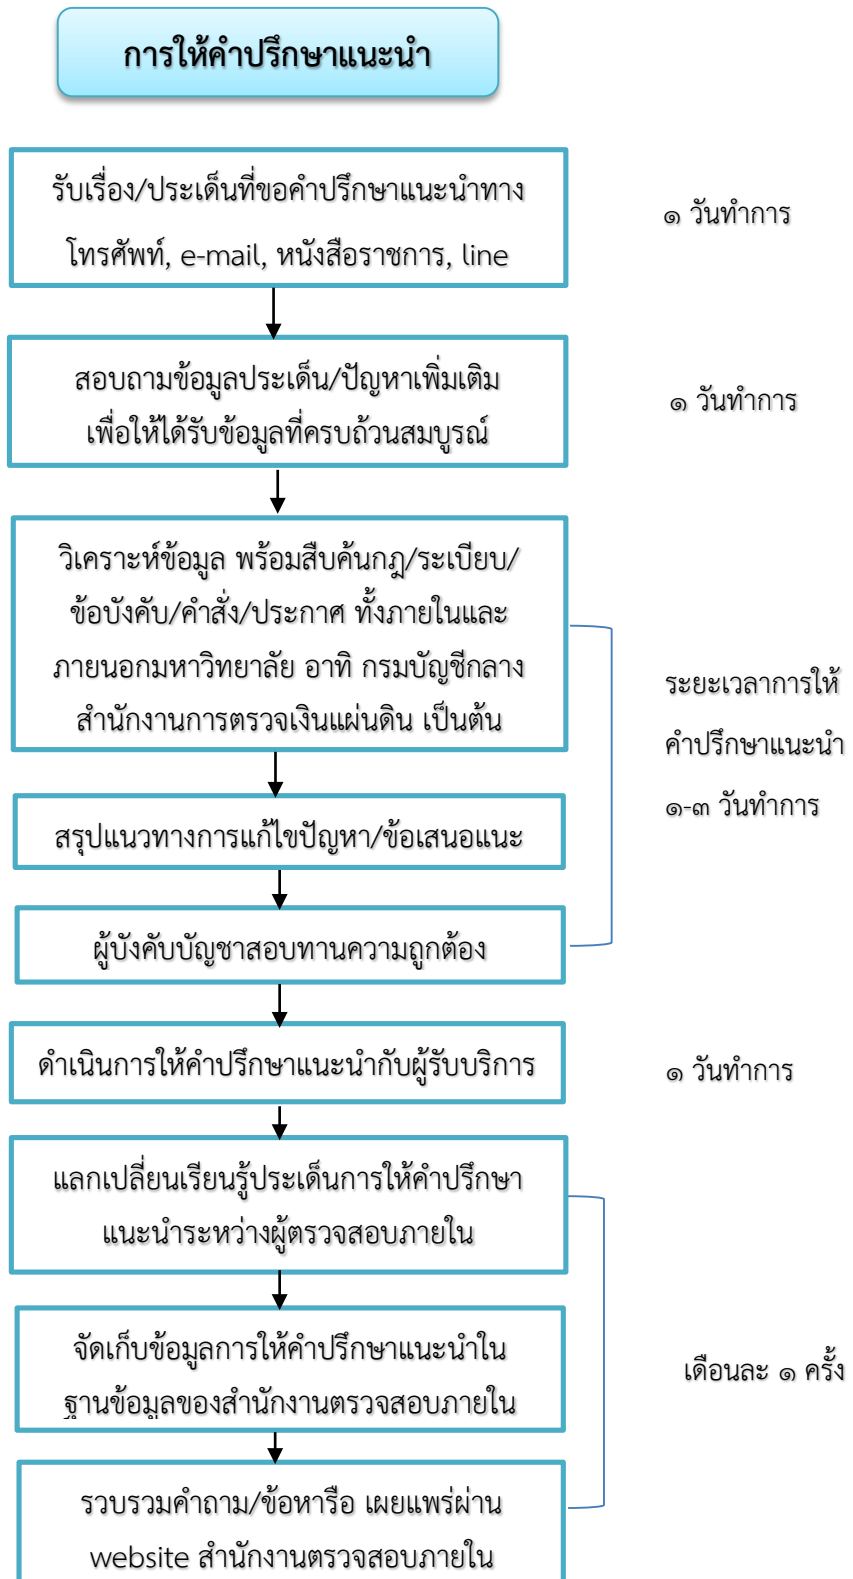 การให้คำปรึกษาแนะนำ
รับเรื่อง/ประเด็นที่ขอคำปรึกษาแนะนำทาง
โทรศัพท์, e-mail, หนังสือราชการ, line
๑ วันทำการ
สอบถามข้อมูลประเด็น/ปัญหาเพิ่มเติม
เพื่อให้ได้รับข้อมูลที่ครบถ้วนสมบูรณ์
๑ วันทำการ
วิเคราะห์ข้อมูล พร้อมสืบค้นกฎ/ระเบียบ/
ข้อบังคับ/คำสั่ง/ประกาศ ทั้งภายในและ
ภายนอกมหาวิทยาลัย อาทิ กรมบัญชีกลาง
สำนักงานการตรวจเงินแผ่นดิน เป็นต้น
ระยะเวลาการให้
คำปรึกษาแนะนำ
๑-๓ วันทำการ
สรุปแนวทางการแก้ไขปัญหา/ข้อเสนอแนะ
ผู้บังคับบัญชาสอบทานความถูกต้อง
ดำเนินการให้คำปรึกษาแนะนำกับผู้รับบริการ
๑ วันทำการ
แลกเปลี่ยนเรียนรู้ประเด็นการให้คำปรึกษา
แนะนำระหว่างผู้ตรวจสอบภายใน
จัดเก็บข้อมูลการให้คำปรึกษาแนะนำใน
ฐานข้อมูลของสำนักงานตรวจสอบภายใน
เดือนละ ๑ ครั้ง
รวบรวมคำถาม/ข้อหารือ เผยแพร่ผ่าน
website สำนักงานตรวจสอบภายใน